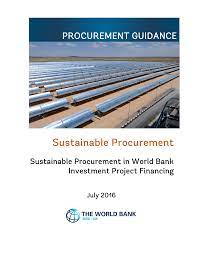 PROCUREMENT GUIDANCE
Sustainable Procurement
Sustainable Procurement in World Bank
Investment Project Financing
July 2016
THE WORLD BANK